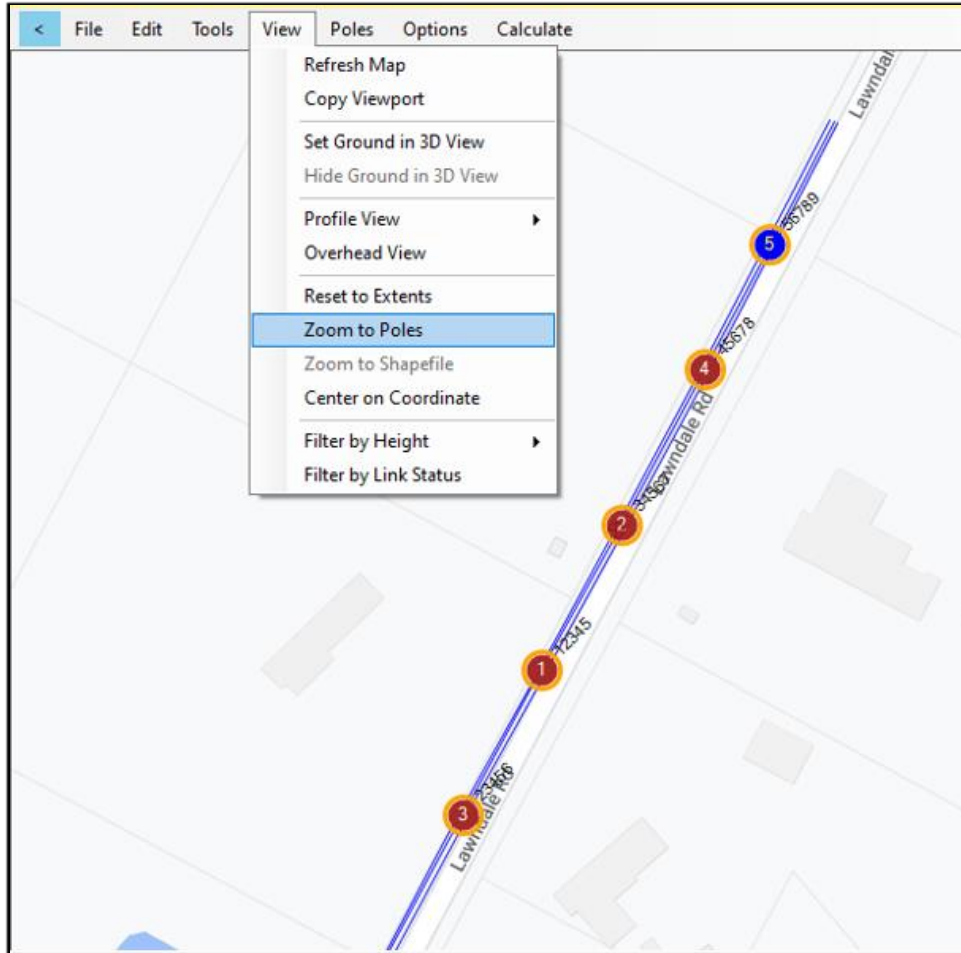 < File Edit Tools View Poles Options Calculate
Refresh Map
Copy Viewport
Set Ground in 3D View
Hide Ground in 3D View
Profile View
Overhead View
Reset to Extents
Zoom to Poles
Zoom to Shapefile
Center on Coordinate
Filter by Height
Filter by Link Status
56789
5
45678
4
Lawndale Rd
34567
2
12345
1
23456
3
Lawndale Rd